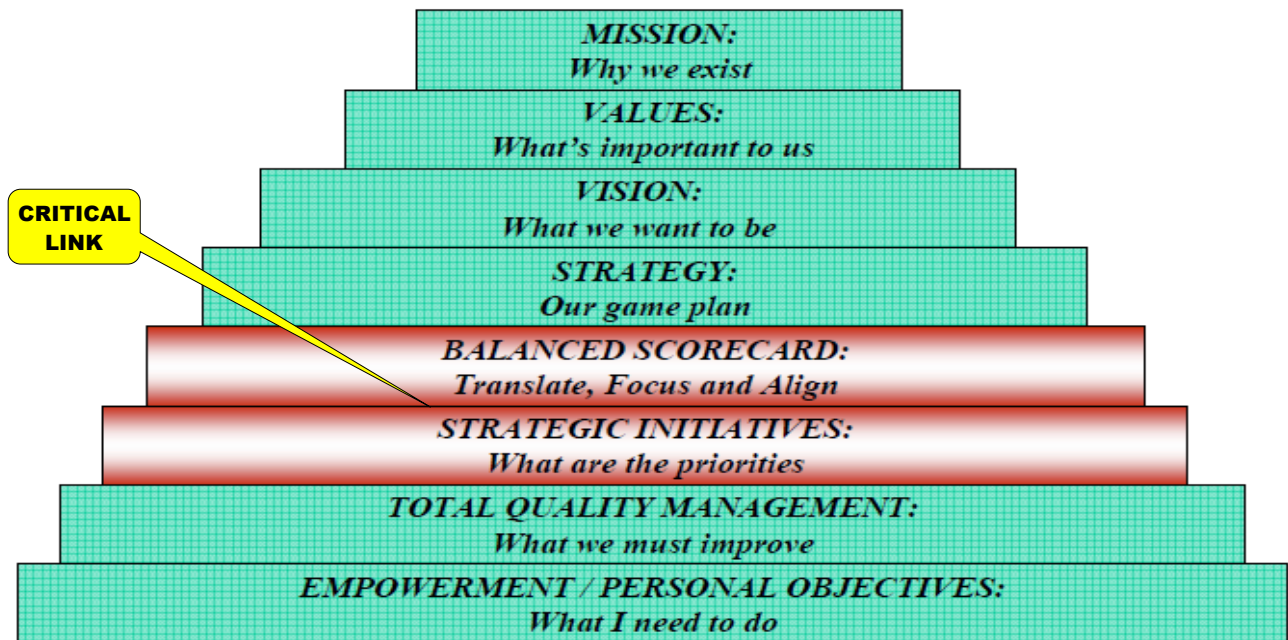 MISSION:
Why we exist
VALUES:
What's important to us
VISION:
What we want to be
CRITICAL
LINK
STRATEGY:
Our game plan
BALANCED SCORECARD:
Translate, Focus and Align
STRATEGIC INITIATIVES:
What are the priorities
TOTAL QUALITY MANAGEMENT:
What we must improve
EMPOWERMENT / PERSONAL OBJECTIVES:
What I need to do